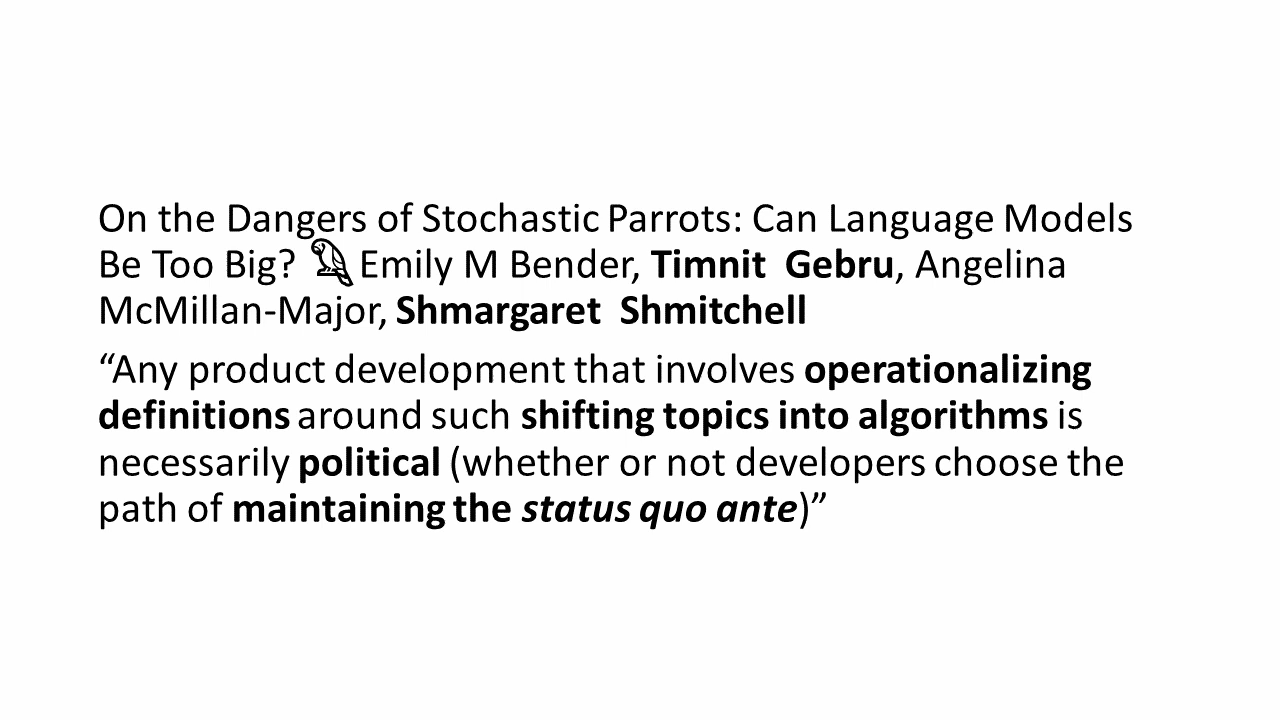 On the Dangers of Stochastic Parrots: Can Language Models
Be Too Big? 🦜 Emily M Bender, Timnit Gebru, Angelina
McMillan-Major, Shmargaret Shmitchell
“Any product development that involves operationalizing
definitions around such shifting topics into algorithms is
necessarily political (whether or not developers choose the
path of maintaining the status quo ante)”